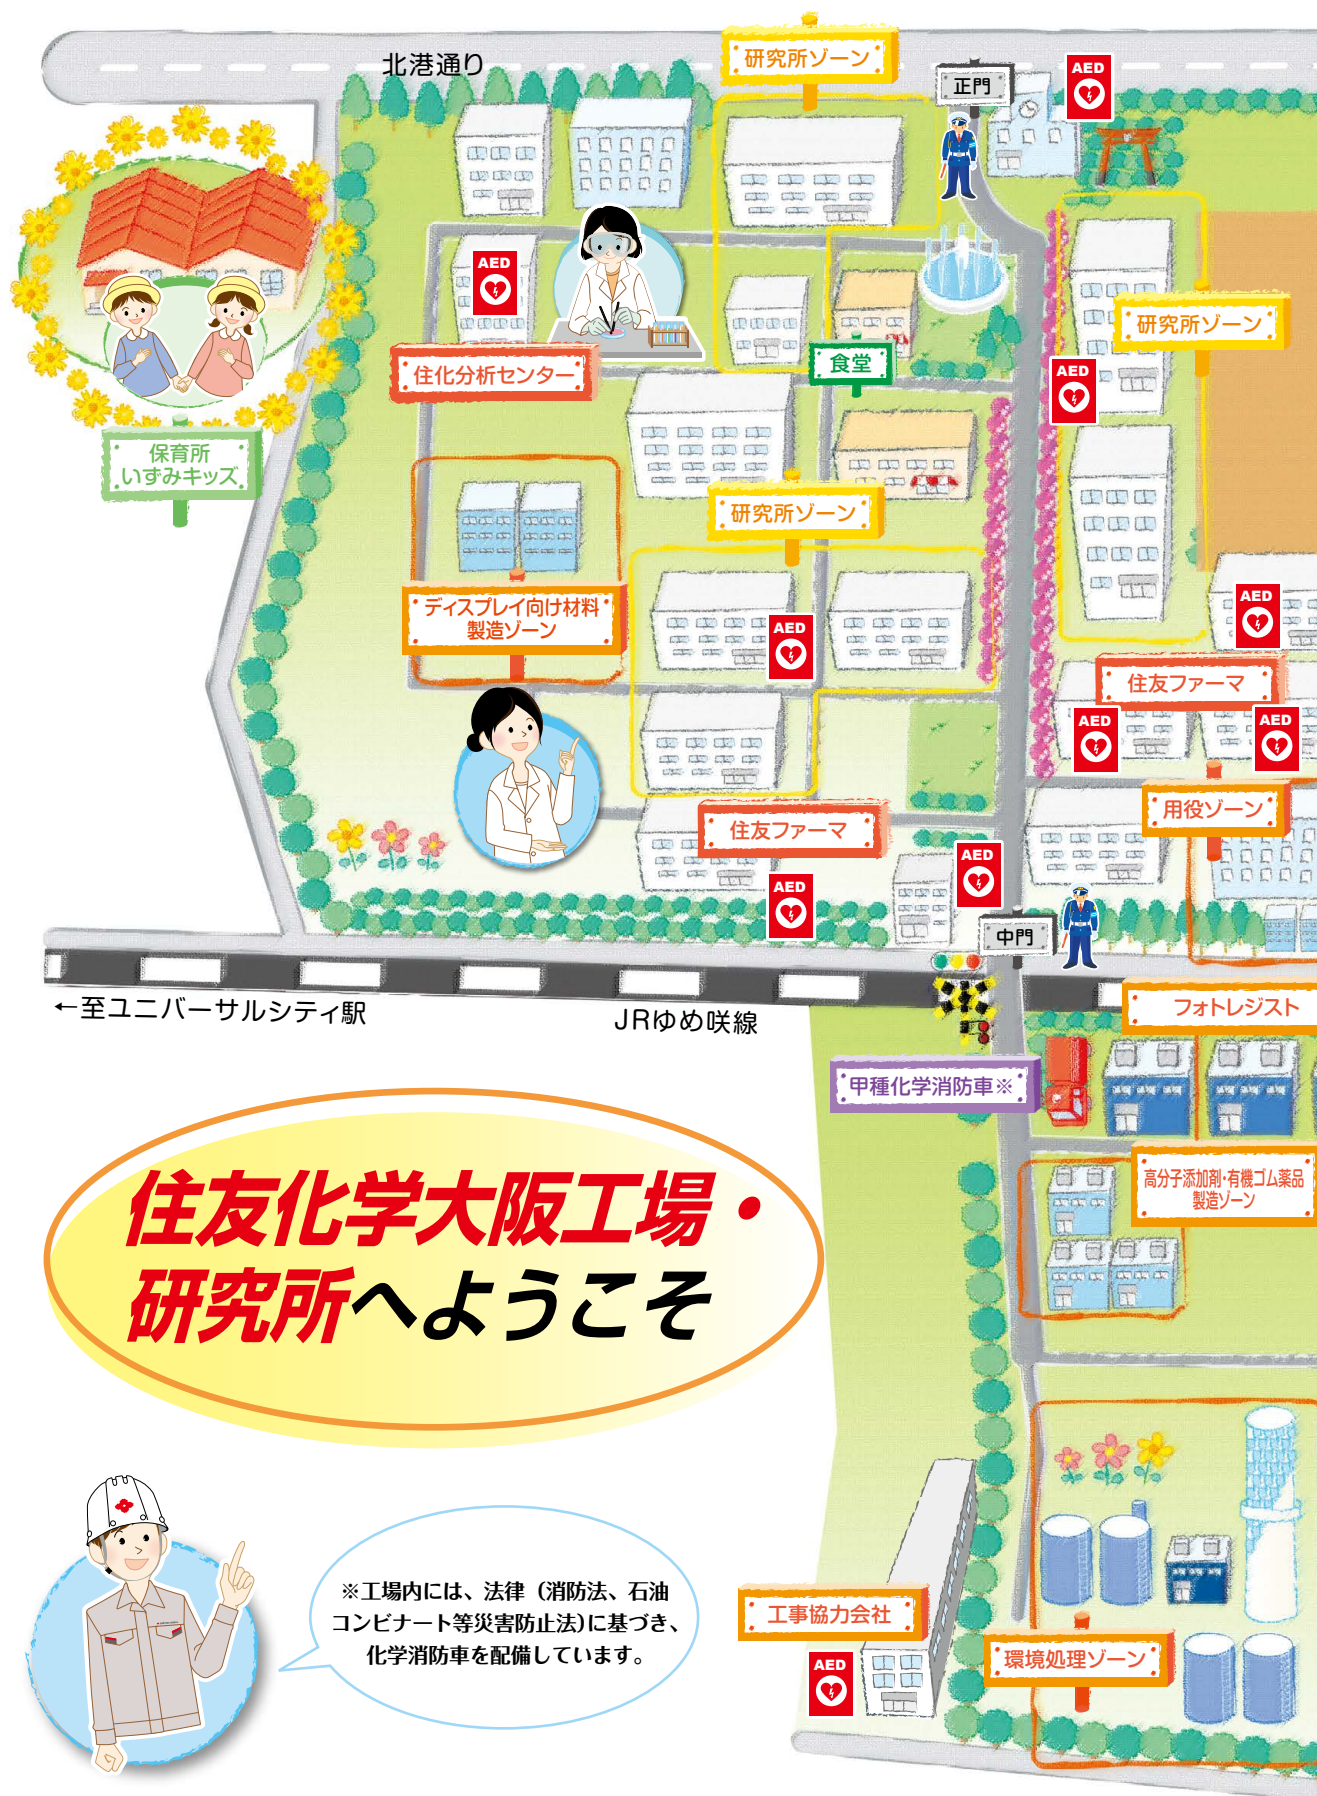 北港通り
研究所ゾーン
正門
AED
AED
研究所ゾーン
食堂
住化分析センター
AED
保育所
いずみキッズ
研究所ゾーン
ディスプレイ向け材料
製造ゾーン
AED
AED
住友ファーマ
AED
AED
用役ゾーン
住友ファーマ
AED
AED
中門
←至ユニバーサルシティ駅
JRゆめ咲線
フォトレジスト
甲種化学消防車※
高分子添加剤・有機ゴム薬品
製造ゾーン
住友化学大阪工場・
研究所へようこそ
※工場内には、法律（消防法、石油
コンビナート等災害防止法）に基づき、
化学消防車を配備しています。
工事協力会社
AED
環境処理ゾーン